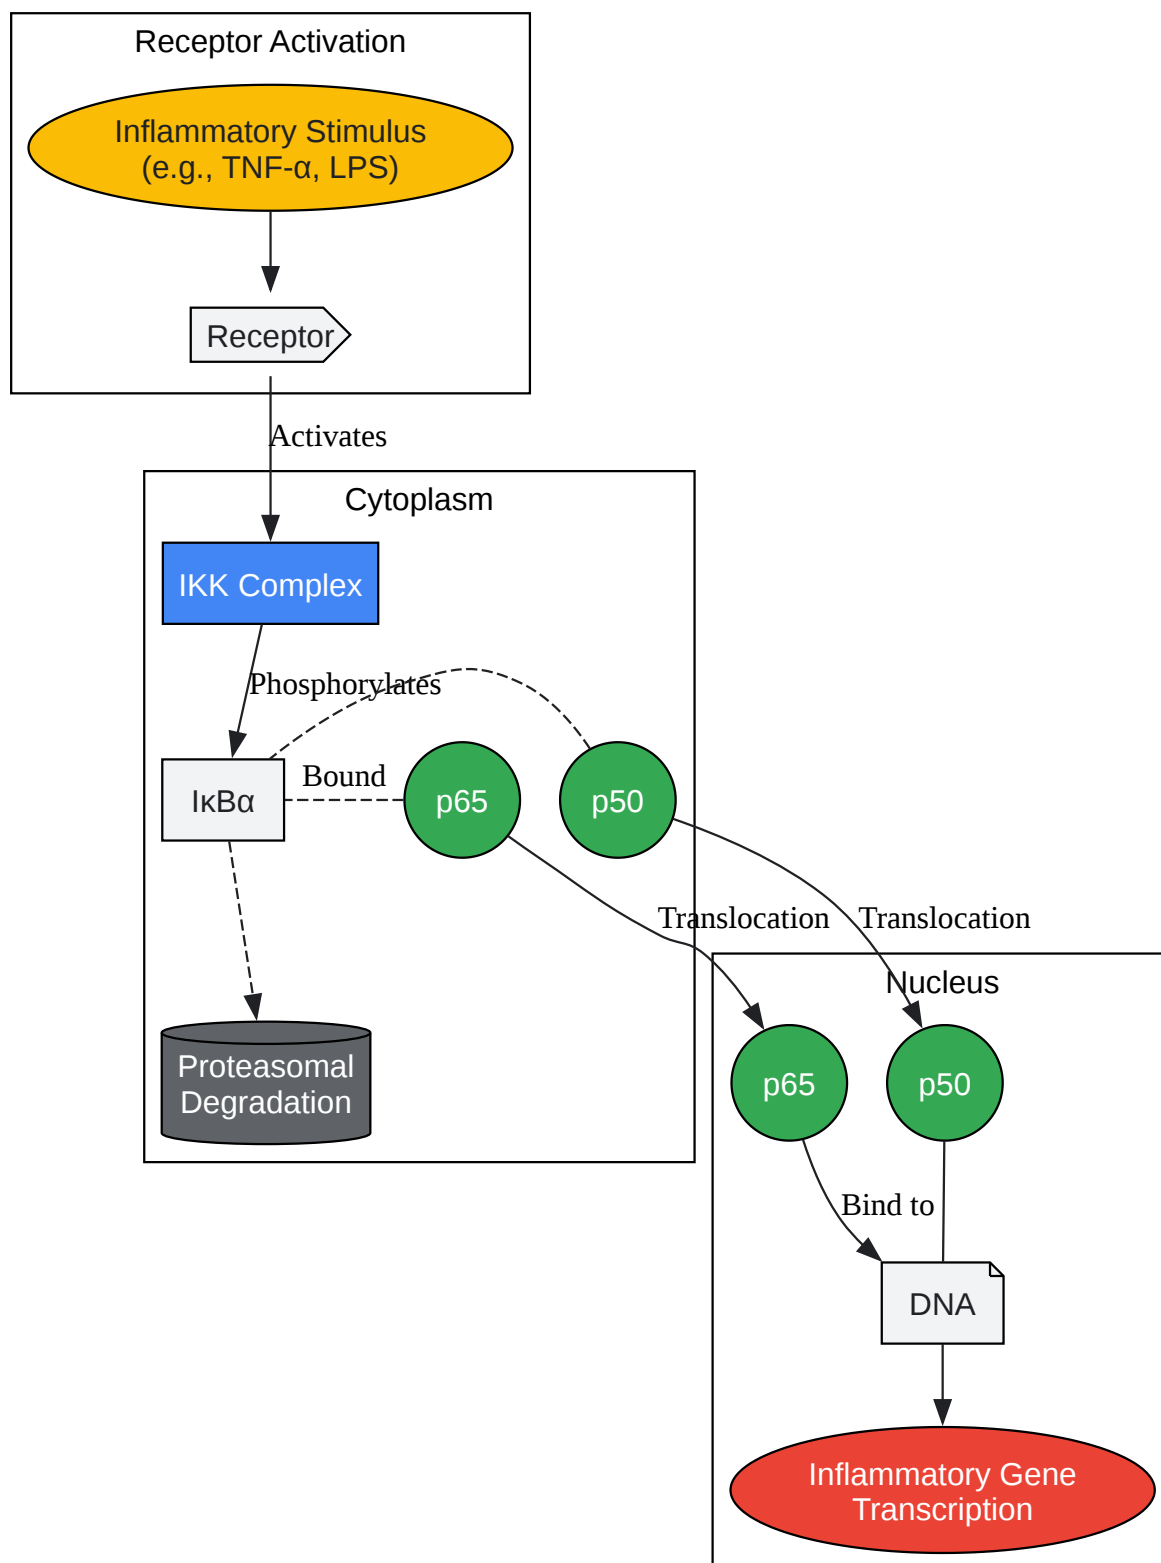 Receptor Activation
Inflammatory Stimulus
(e.g., TNF-α, LPS)
Receptor
Activates
Cytoplasm
IKK Complex
Phosphorylates
Bound
IκBα
p65
p50
Translocation
Translocation
Nucleus
Proteasomal
Degradation
p65
p50
Bind to
DNA
Inflammatory Gene
Transcription